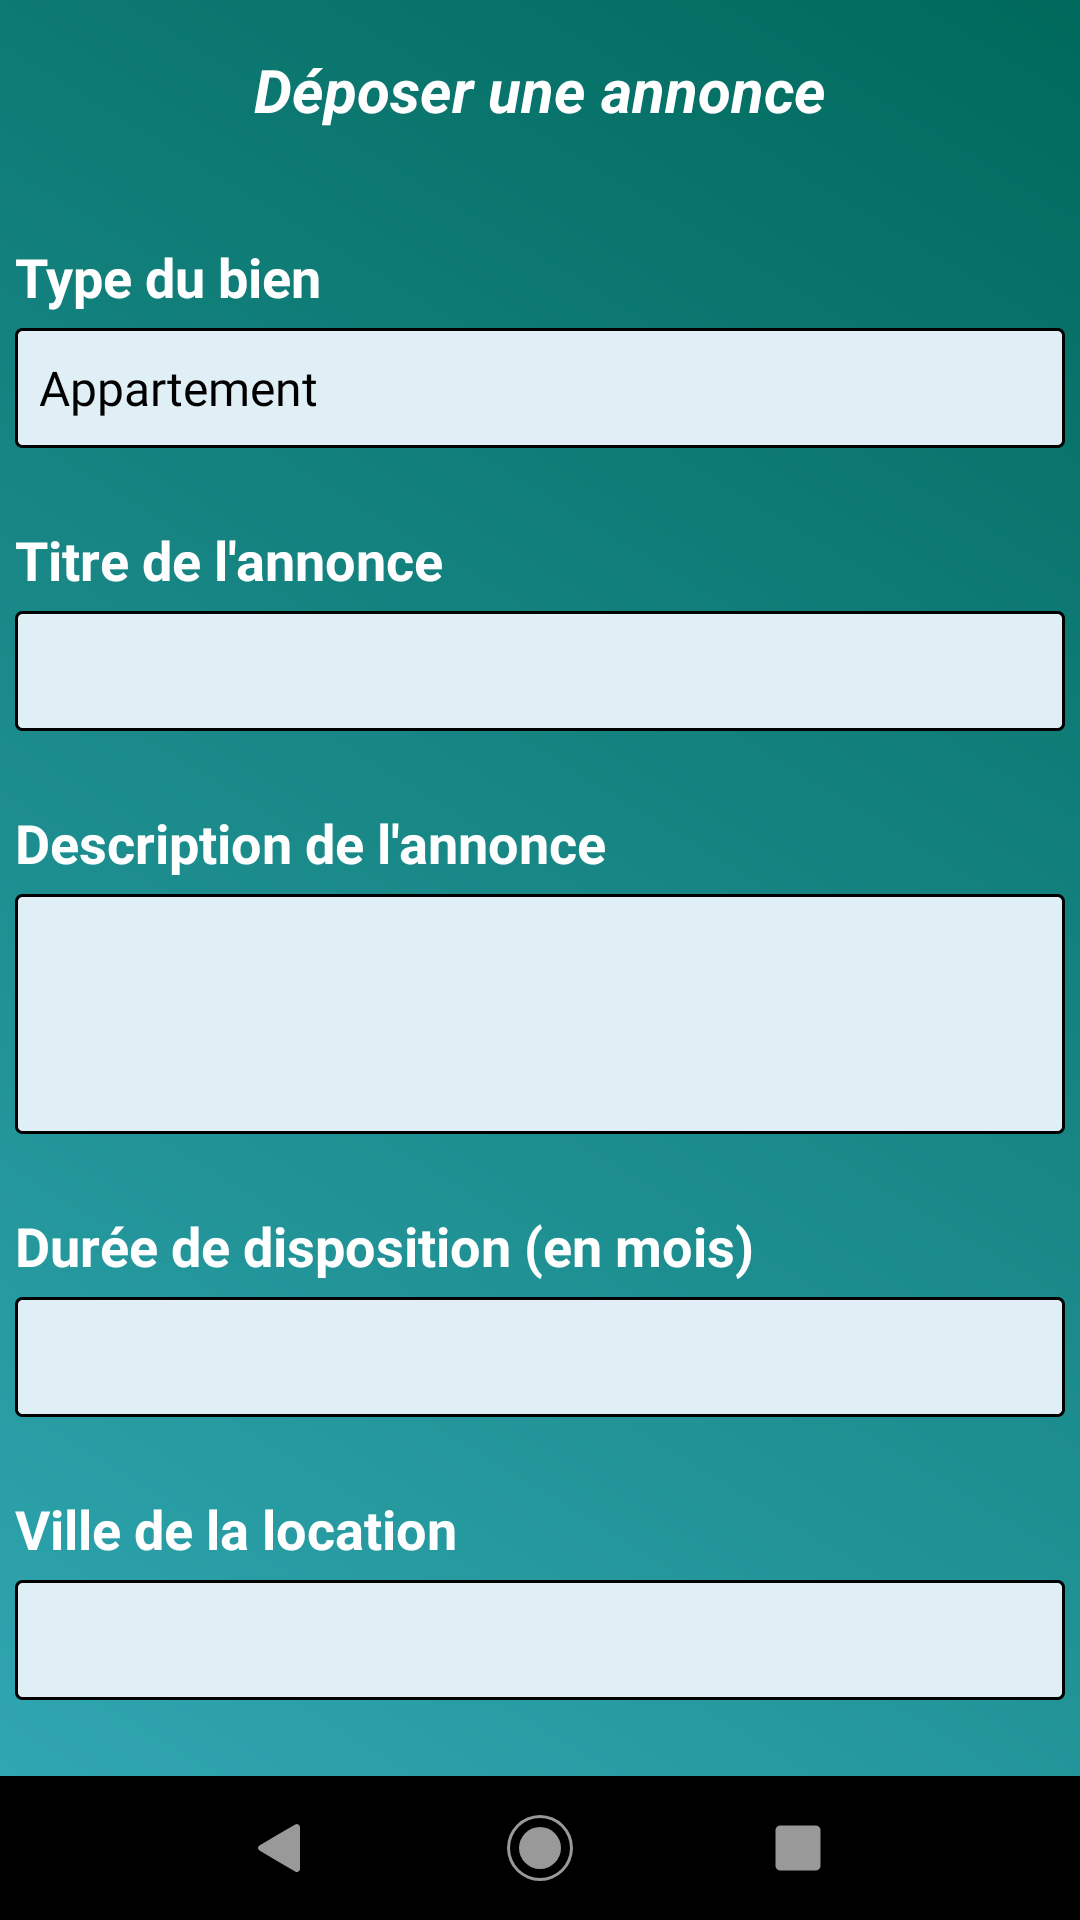 Déposer une annonce
Type du bien
Appartement
Titre de l'annonce
Description de l'annonce
Durée de disposition (en mois)
Ville de la location